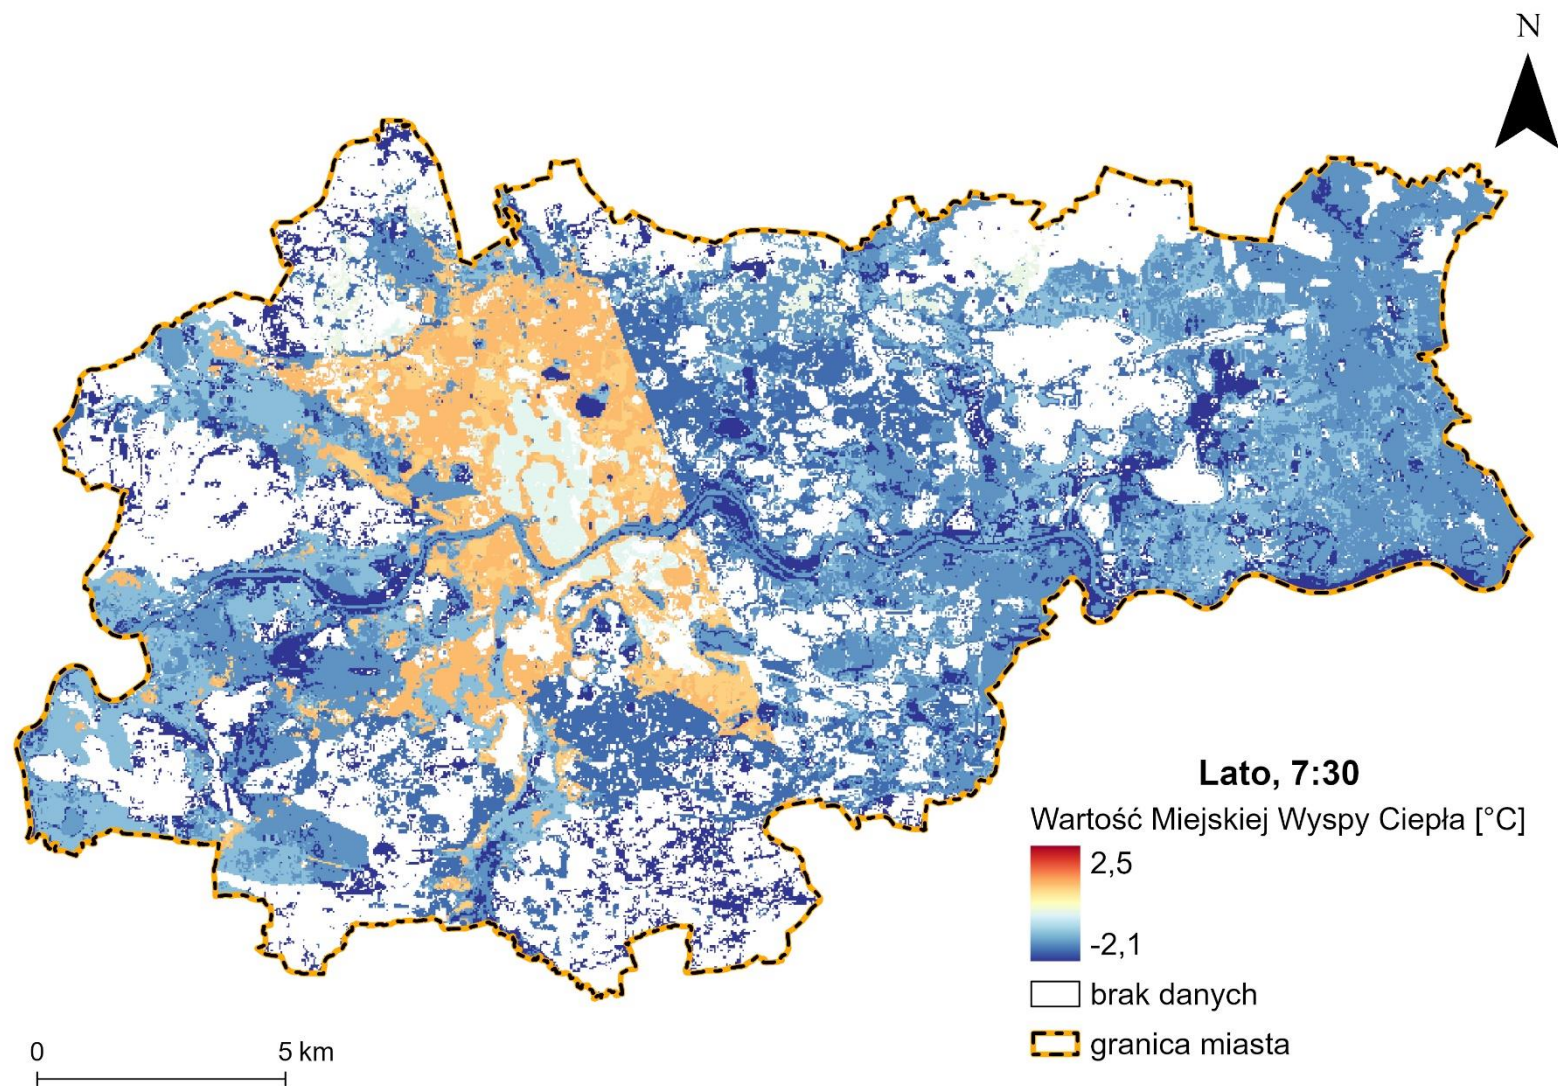 N
Lato, 7:30
Wartość Miejskiej Wyspy Ciepła [°C]
2,5
-2,1
brak danych
granica miasta
0 5 km